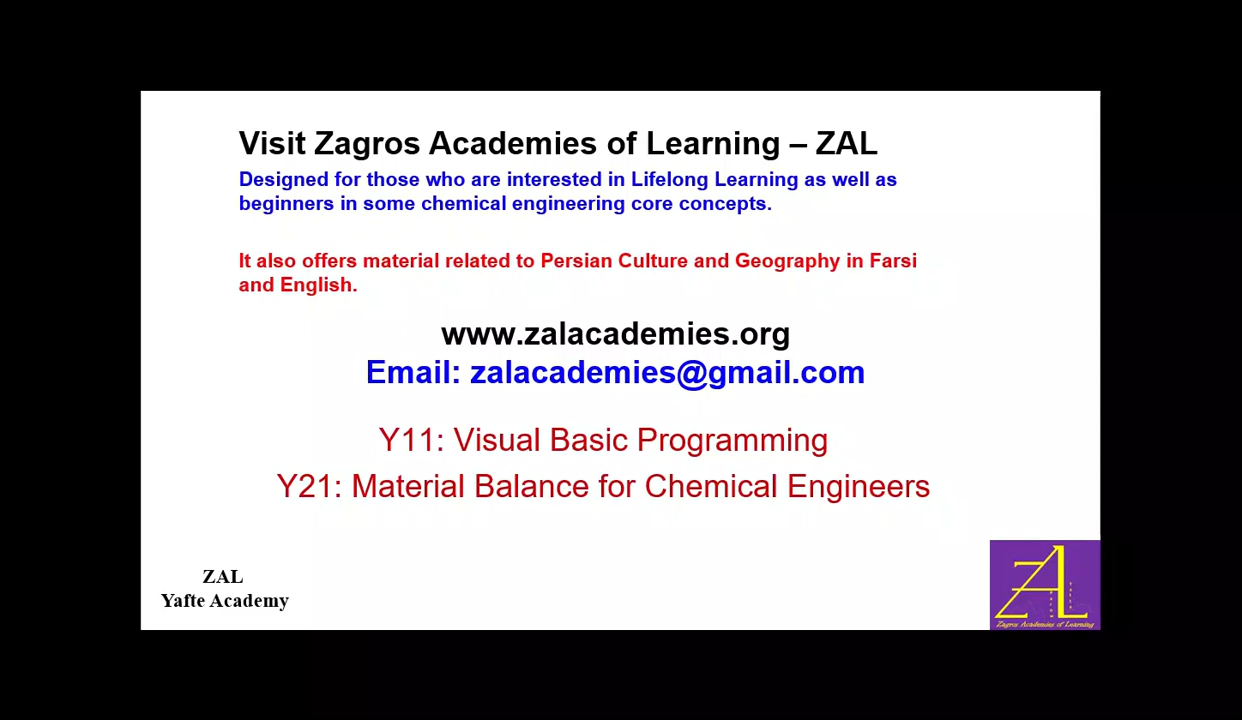 Visit Zagros Academies of Learning – ZAL
Designed for those who are interested in Lifelong Learning as well as
beginners in some chemical engineering core concepts.
It also offers material related to Persian Culture and Geography in Farsi
and English.
www.zalacademies.org
Email: zalacademies@gmail.com
Y11: Visual Basic Programming
Y21: Material Balance for Chemical Engineers
ZAL
Yafte Academy
ZAL
Zagros Academies of Learning